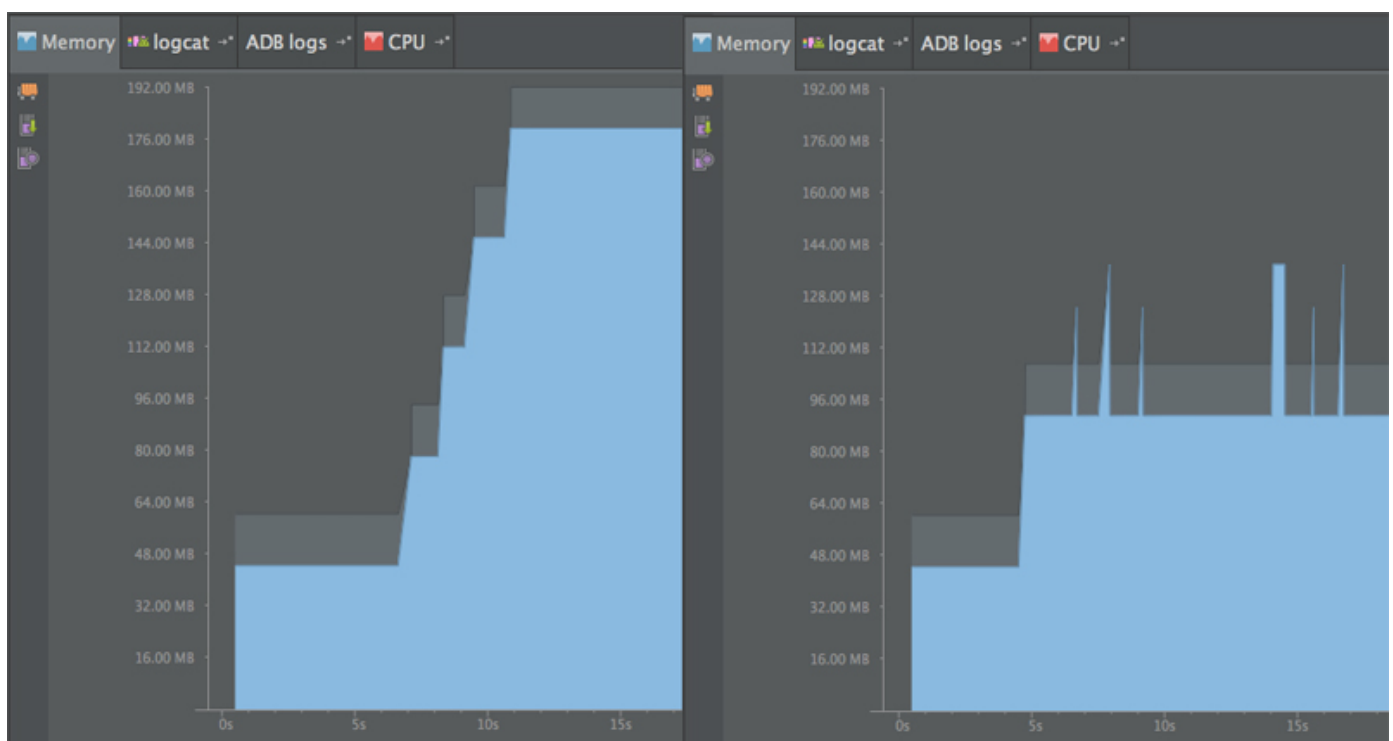 Memory logcat →" ADB logs →" CPU →"
192.00 MB
176.00 MB
160.00 MB
144.00 MB
128.00 MB
112.00 MB
96.00 MB
80.00 MB
64.00 MB
48.00 MB
32.00 MB
16.00 MB
0s 5s 10s 15s
Memory logcat →" ADB logs →" CPU →"
192.00 MB
176.00 MB
160.00 MB
144.00 MB
128.00 MB
112.00 MB
96.00 MB
80.00 MB
64.00 MB
48.00 MB
32.00 MB
16.00 MB
0s 5s 10s 15s